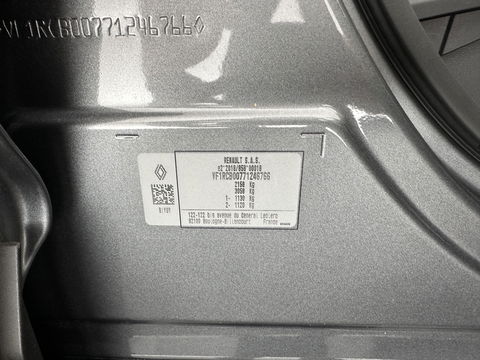 VF1RCB00771246766
RENAULT S.A.S.
e2*2018/858*00010
VF1RCB00771246766
2150 Kg
3050 Kg
1- 1130 Kg
2- 1120 Kg
122-122 bis avenue du General Leclerc
92100 Boulogne-Billancourt France